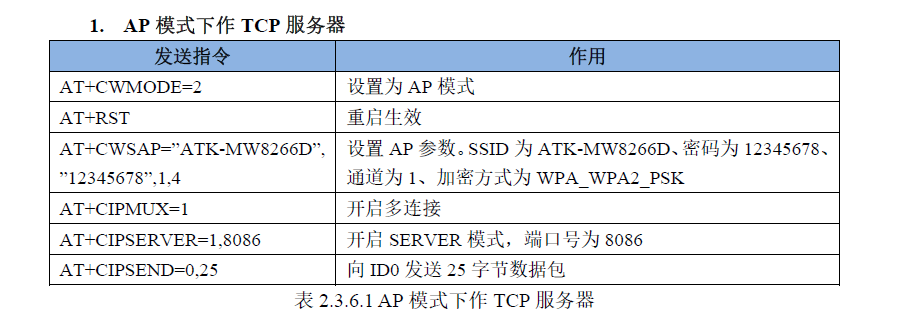 1. AP 模式下作 TCP 服务器
发送指令 作用
AT+CWMODE=2 设置为 AP 模式
AT+RST 重启生效
AT+CWSAP=”ATK-MW8266D”, 设置 AP 参数。SSID 为 ATK-MW8266D、密码为 12345678、
”12345678”,1,4 通道为 1、加密方式为 WPA_WPA2_PSK
AT+CIPMUX=1 开启多连接
AT+CIPSERVER=1,8086 开启 SERVER 模式，端口号为 8086
AT+CIPSEND=0,25 向 ID0 发送 25 字节数据包
表 2.3.6.1 AP 模式下作 TCP 服务器